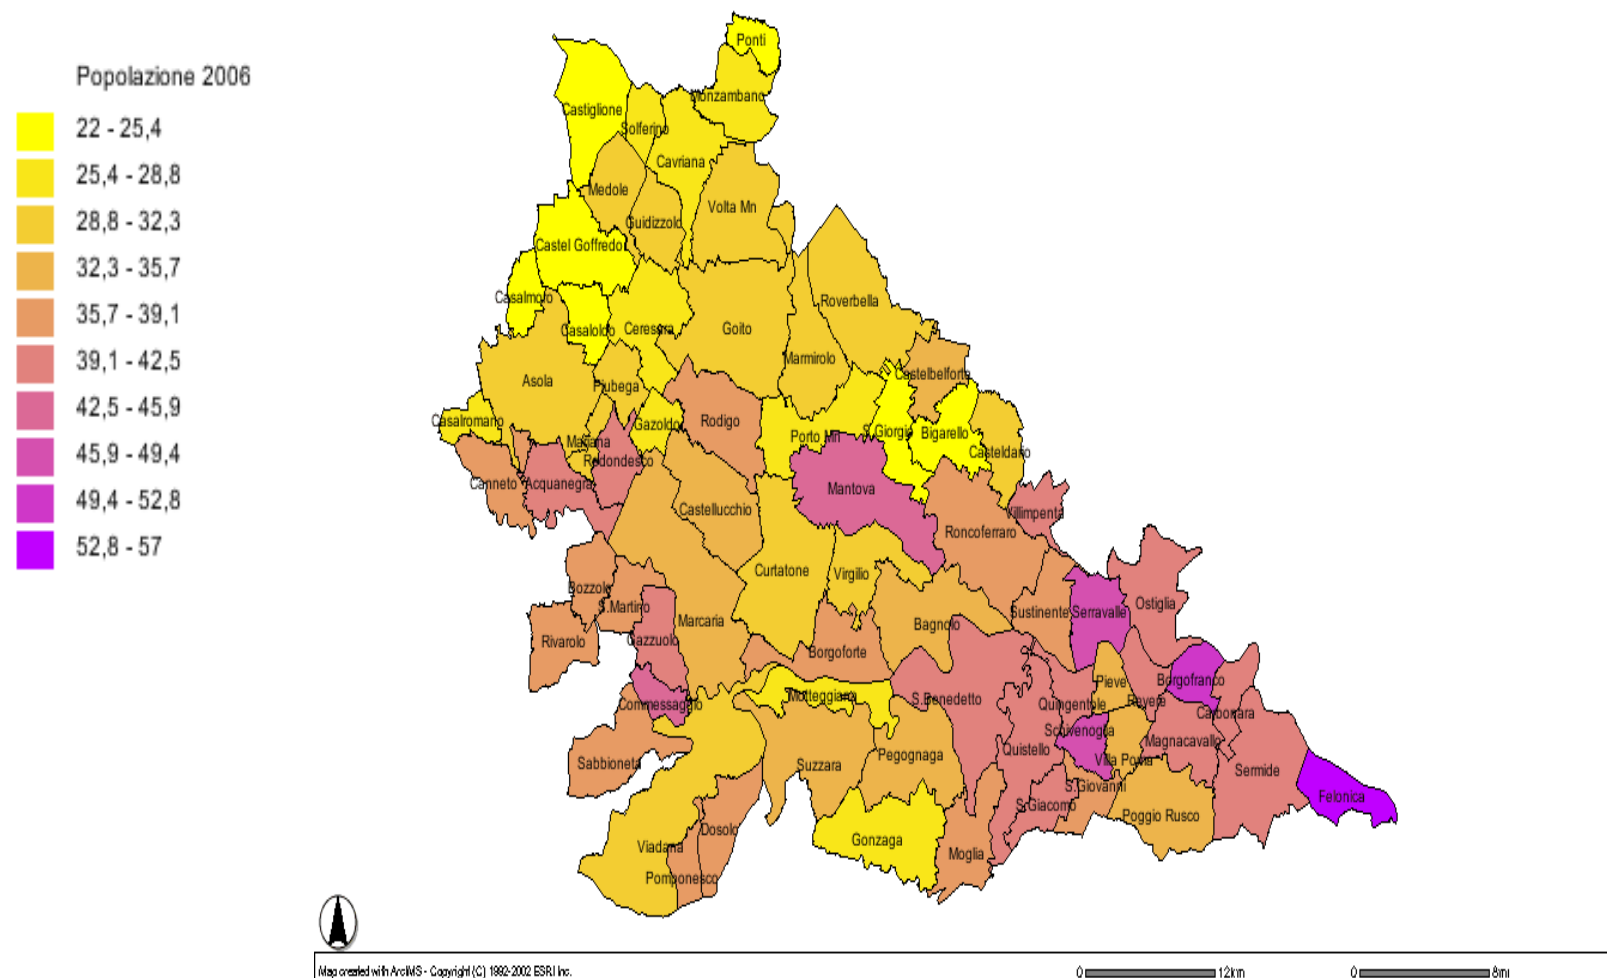 Popolazione 2006
22 - 25,4
25,4 - 28,8
28,8 - 32,3
32,3 - 35,7
35,7 - 39,1
39,1 - 42,5
42,5 - 45,9
45,9 - 49,4
49,4 - 52,8
52,8 - 57
Ponti
Monzambano
Castiglione
Solferino
Cavriana
Medole
Volta Mn
Guidizzolo
Castel Goffredo
Casalmoro
Roverbella
Casaloldo
Ceresara
Goito
Marmirolo
Castelbelforte
Asola
Piubega
Casalromano
Gazoldo
Rodigo
Porto Mn
S.Giorgio
Bigarello
Mariana
Casteldario
Redondesco
Canneto
Acquanegra
Mantova
Castellucchio
Villimpenta
Roncoferraro
Curtatone
Virgilio
Bozzolo
S.Martino
Ostiglia
Sustinente
Serravalle
Marcaria
Bagnolo
Rivarolo
Gazzuolo
Borgoforte
Pieve
Borgofranco
Motteggiana
S.Benedetto
Revere
Commessaggio
Quingentole
Carbonara
Schivenoglia
Magnacavallo
Quistello
Pegognaga
Villa Poma
Sabbioneta
Suzzara
Sermide
S.Giovanni
Felonica
S.Giacomo
Poggio Rusco
Dosolo
Gonzaga
Viadana
Moglia
Pomponesco
Map created with ArcIMS - Copyright (C) 1992-2002 ESRI Inc.
0 12km 0 8mi